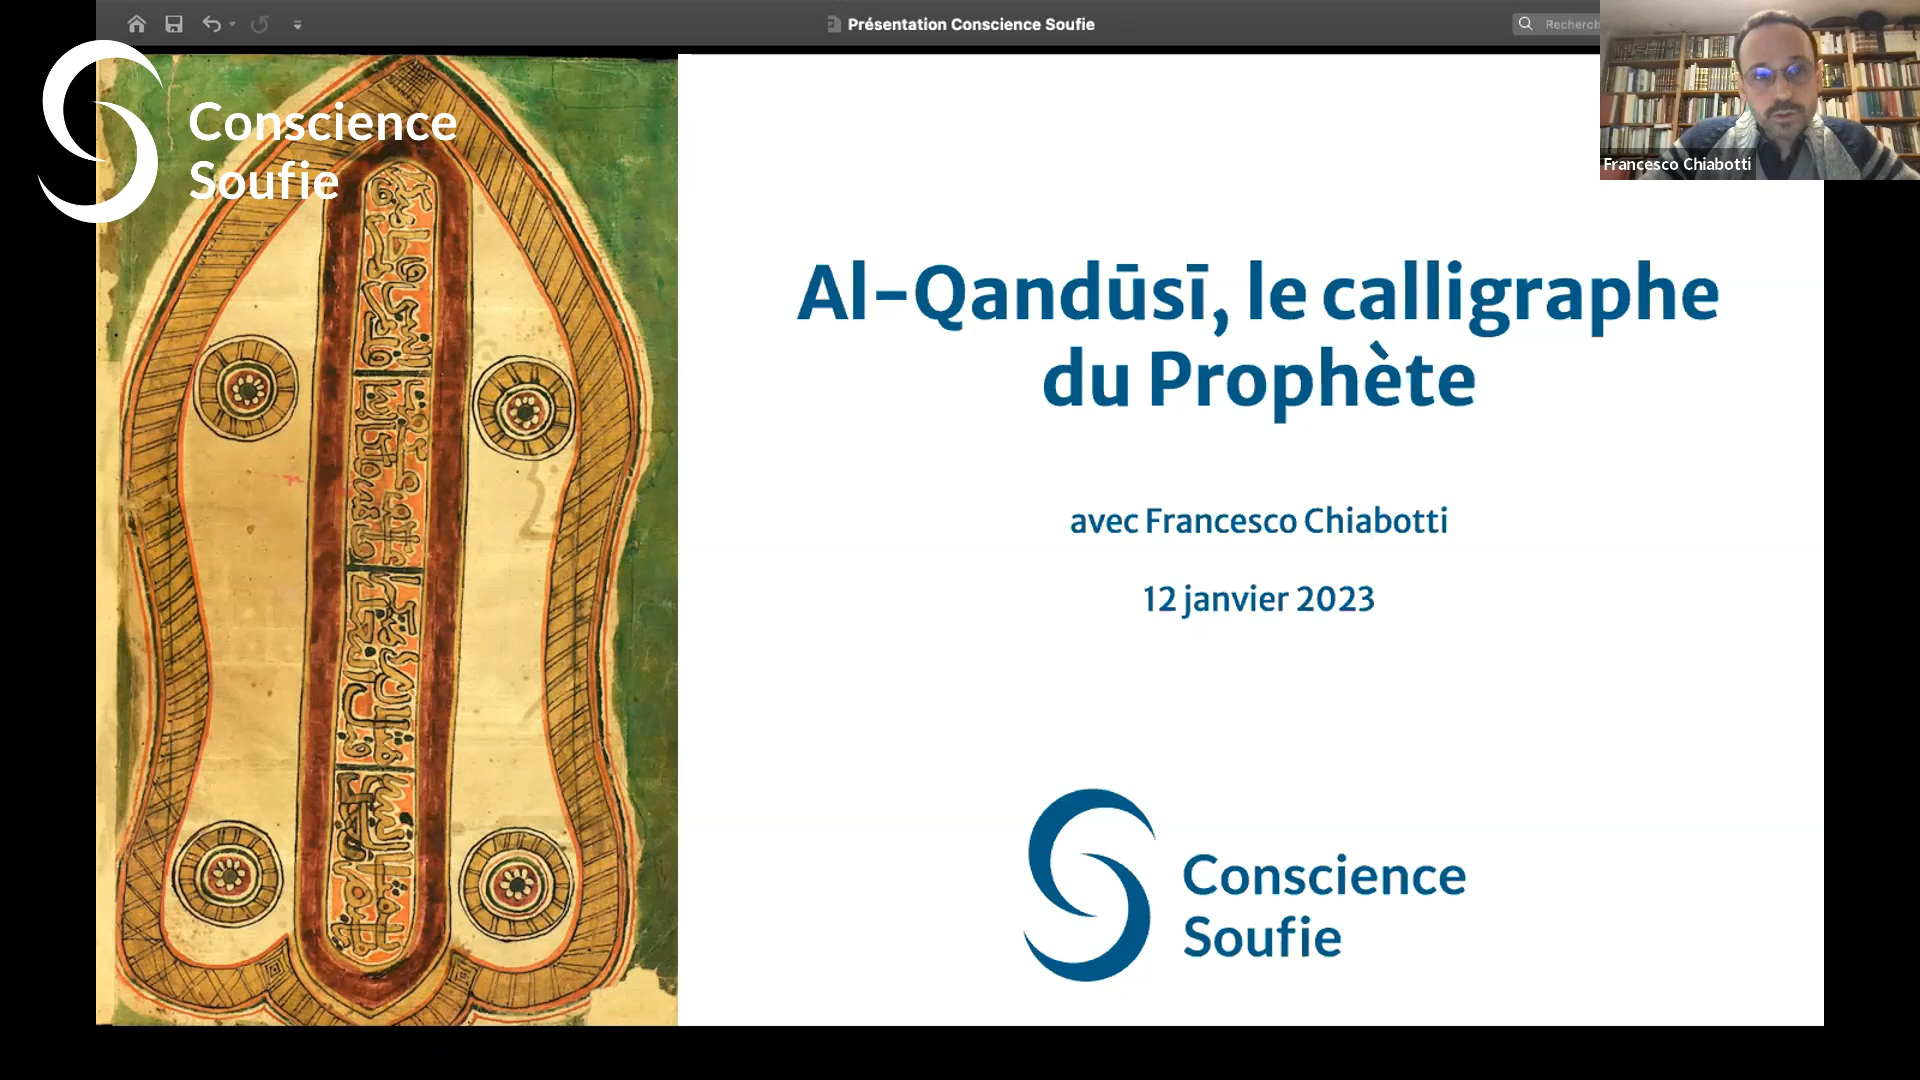 Présentation Conscience Soufie
Recherch
Conscience
Soufie
Francesco Chiabotti
Al-Qandūsī, le calligraphe
du Prophète
avec Francesco Chiabotti
12 janvier 2023
Conscience
Soufie